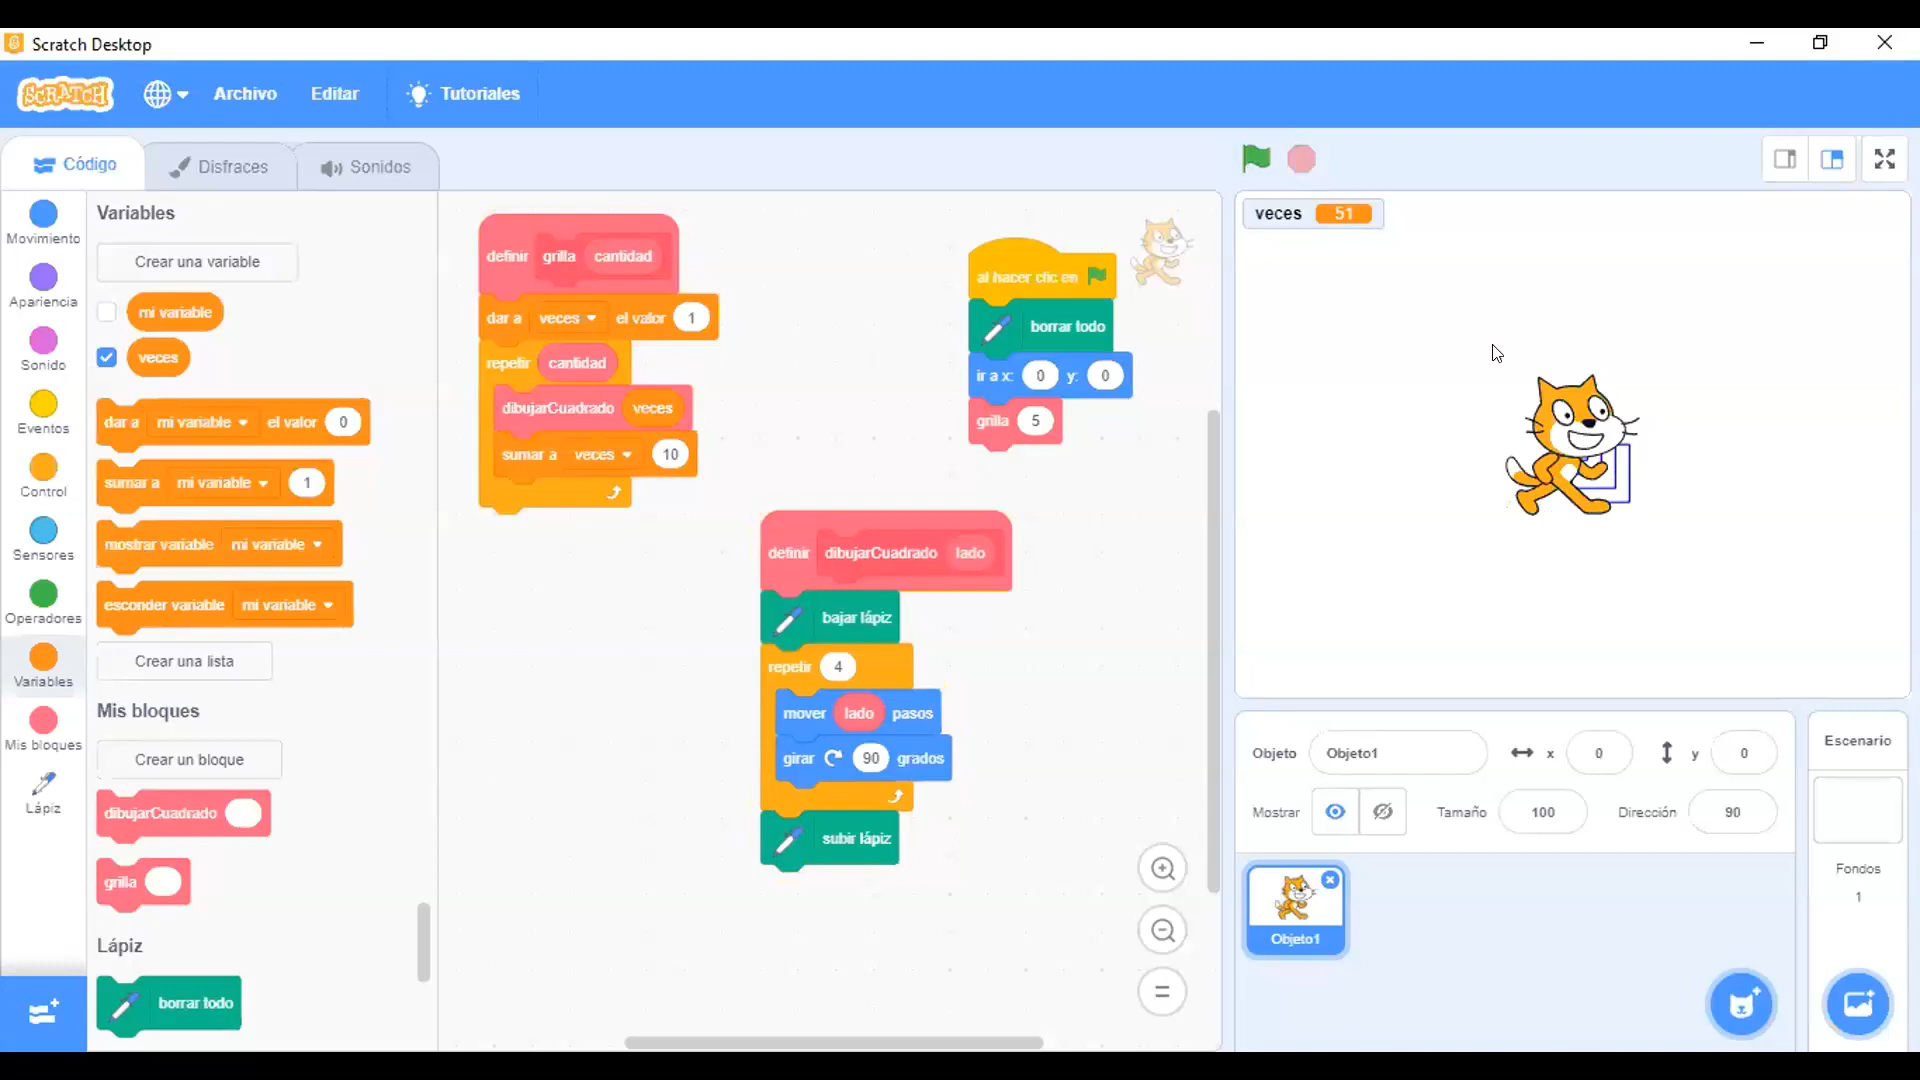 Scratch Desktop
SCRATCH
Archivo
Editar
Tutoriales
Código
Disfraces
Sonidos
Movimiento
Apariencia
Sonido
Eventos
Control
Sensores
Operadores
Variables
Mis bloques
Lápiz
Variables
Crear una variable
mi variable
veces
dar a mi variable el valor 0
sumar a mi variable 1
mostrar variable mi variable
esconder variable mi variable
Crear una lista
Mis bloques
Crear un bloque
dibujarCuadrado
grilla
Lápiz
borrar todo
definir grilla cantidad
dar a veces el valor 1
repetir cantidad
dibujarCuadrado veces
sumar a veces 10
al hacer clic en
borrar todo
ir a x: 0 y: 0
grilla 5
definir dibujarCuadrado lado
bajar lápiz
repetir 4
mover lado pasos
girar 90 grados
subir lápiz
veces 51
Objeto Objeto1 x 0 y 0
Mostrar Tamaño 100 Dirección 90
Objeto1
Escenario
Fondos
1